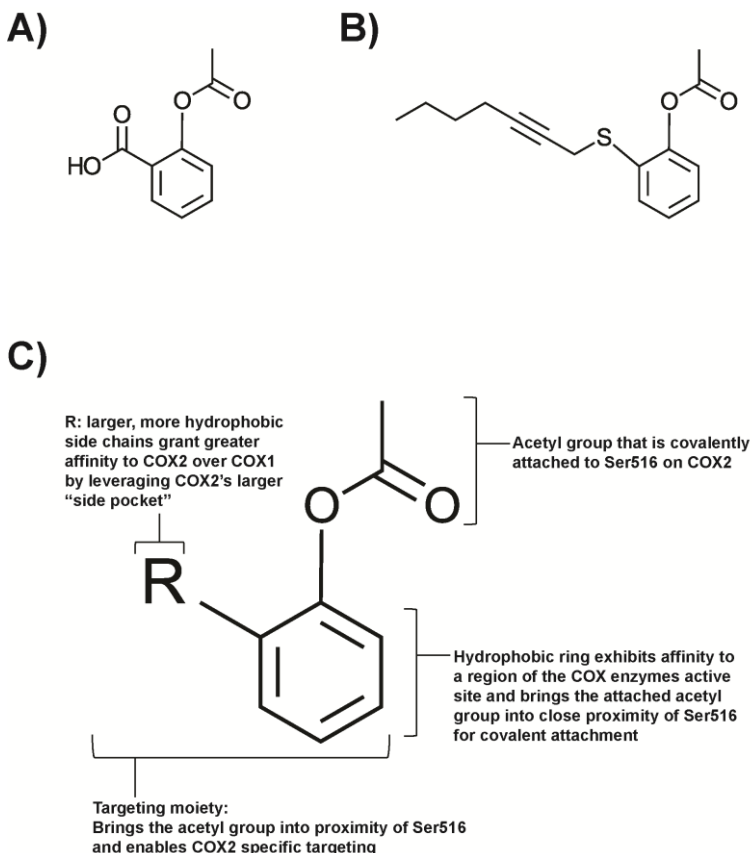 A)
B)
O
O
O
HO
S
O
O
C)
R: larger, more hydrophobic
side chains grant greater
affinity to COX2 over COX1
by leveraging COX2's larger
“side pocket”
Acetyl group that is covalently
attached to Ser516 on COX2
O
O
R
Hydrophobic ring exhibits affinity to
a region of the COX enzymes active
site and brings the attached acetyl
group into close proximity of Ser516
for covalent attachment
Targeting moiety:
Brings the acetyl group into proximity of Ser516
and enables COX2 specific targeting